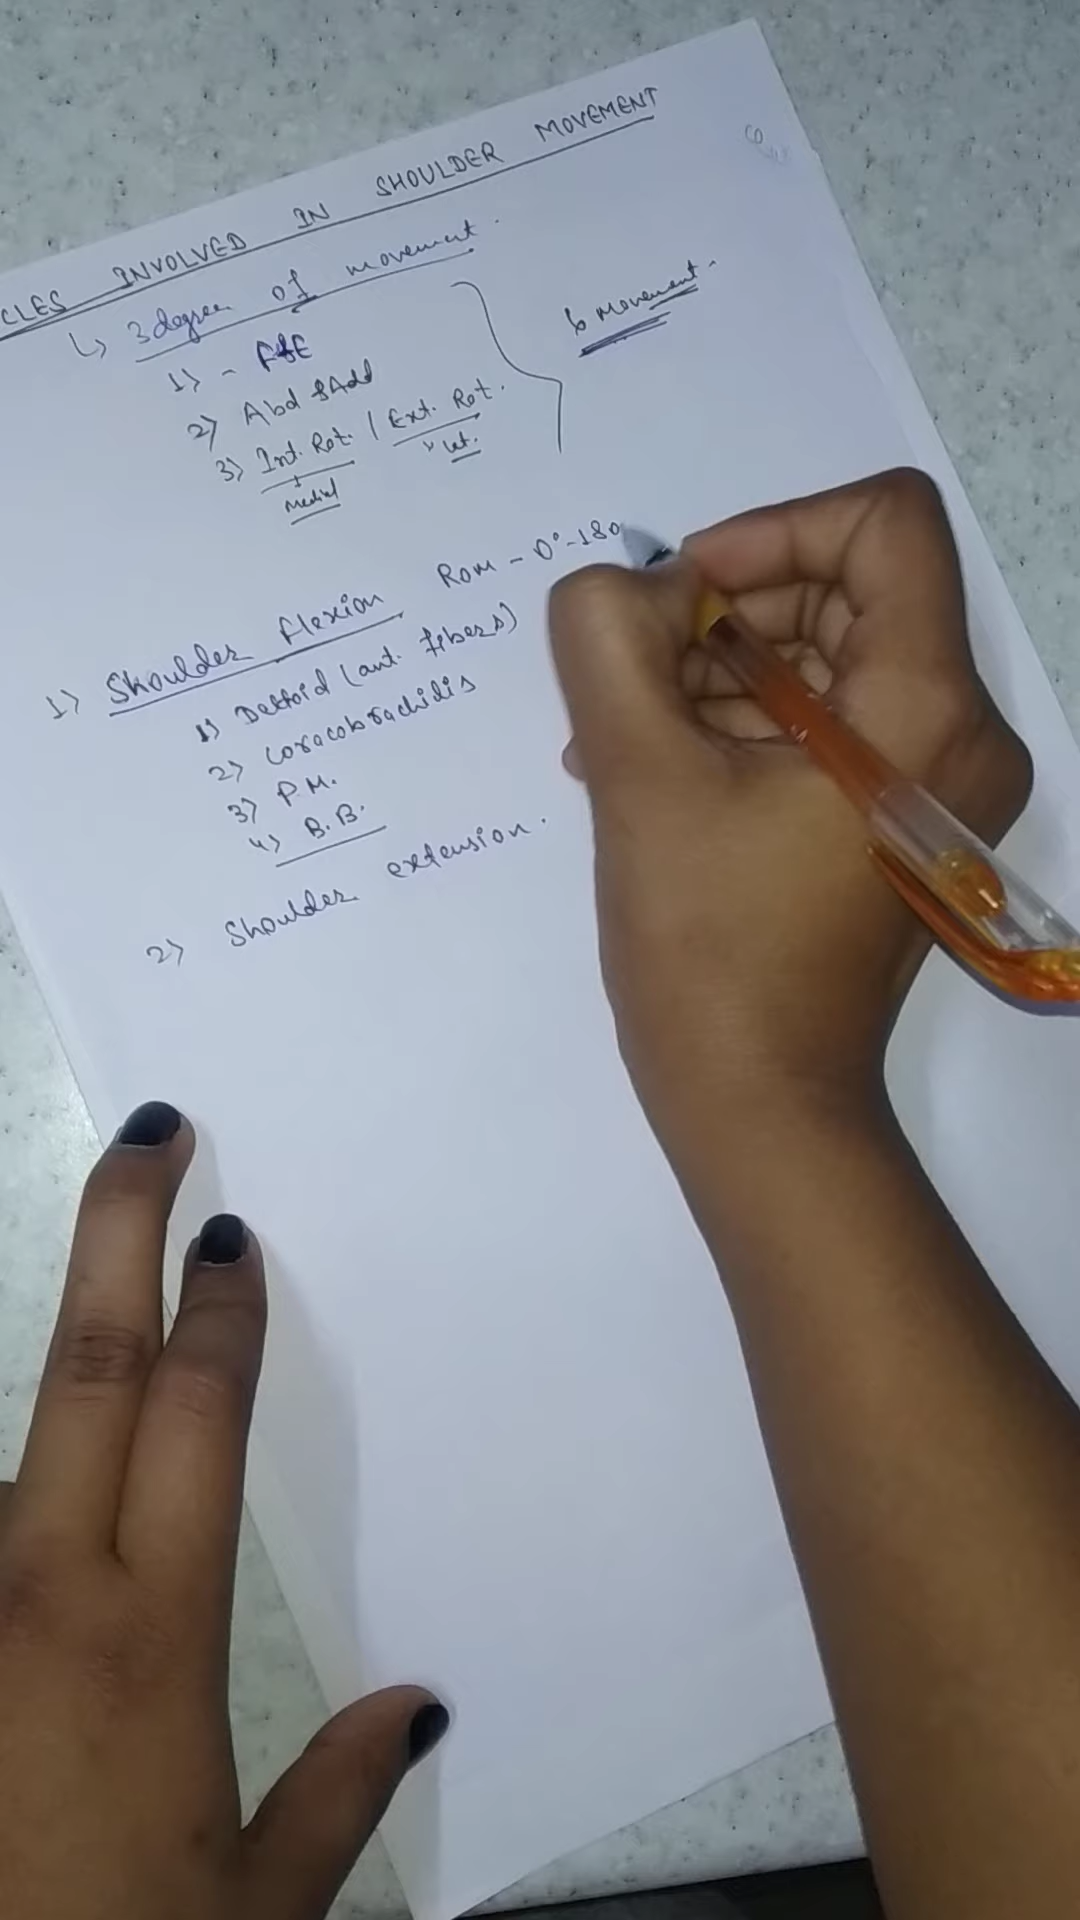 CLES INVOLVED IN SHOULDER MOVEMENT
↳ 3 degree of movement.
1) - F&E
2) Abd & Add
3) Int. Rot. / Ext. Rot.
Medial
Lat.
6 Movement.
1) Shoulder flexion ROM - 0°-180
1) Deltoid (ant. fibers)
2) Coracobrachidis
3) P.M.
4) B.B.
2) Shoulder extension.